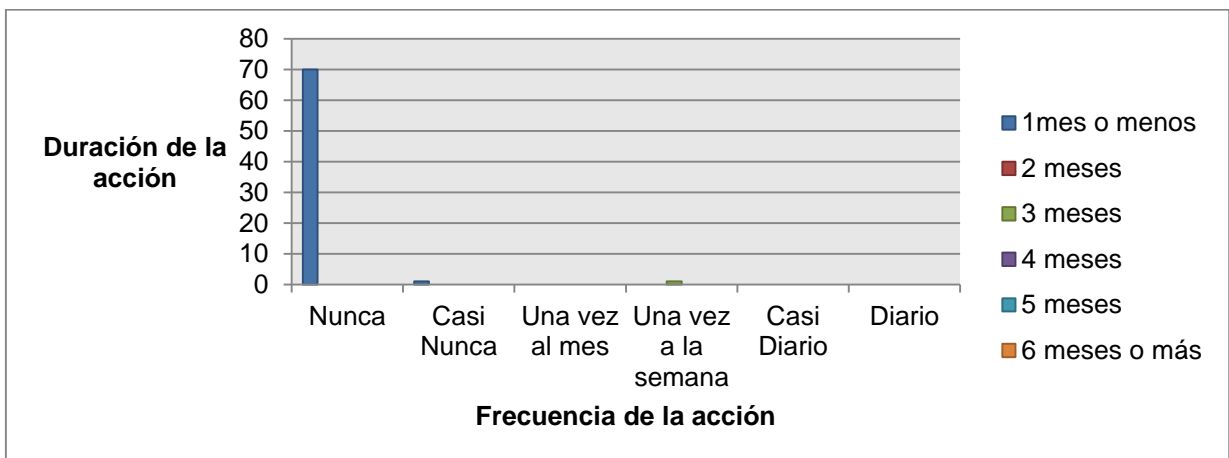 80
70
60
50
40
30
20
10
0
Duración de la
acción
Nunca
Casi
Nunca
Una vez
al mes
Una vez
a la
semana
Casi
Diario
Diario
Frecuencia de la acción
1mes o menos
2 meses
3 meses
4 meses
5 meses
6 meses o más